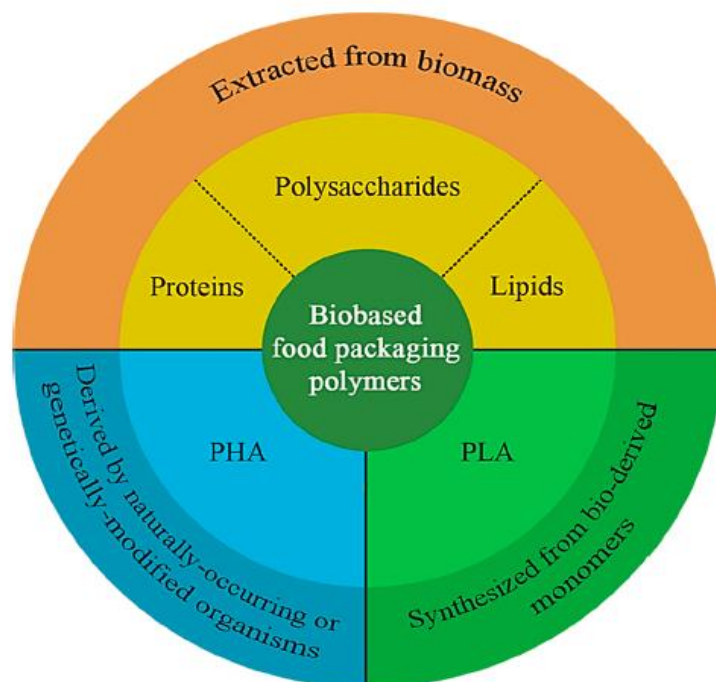 Extracted from biomass
Polysaccharides
Proteins
Lipids
Biobased
food packaging
polymers
PHA
PLA
Derived by naturally-occurring or
genetically-modified organisms
Synthesized from bio-derived
monomers